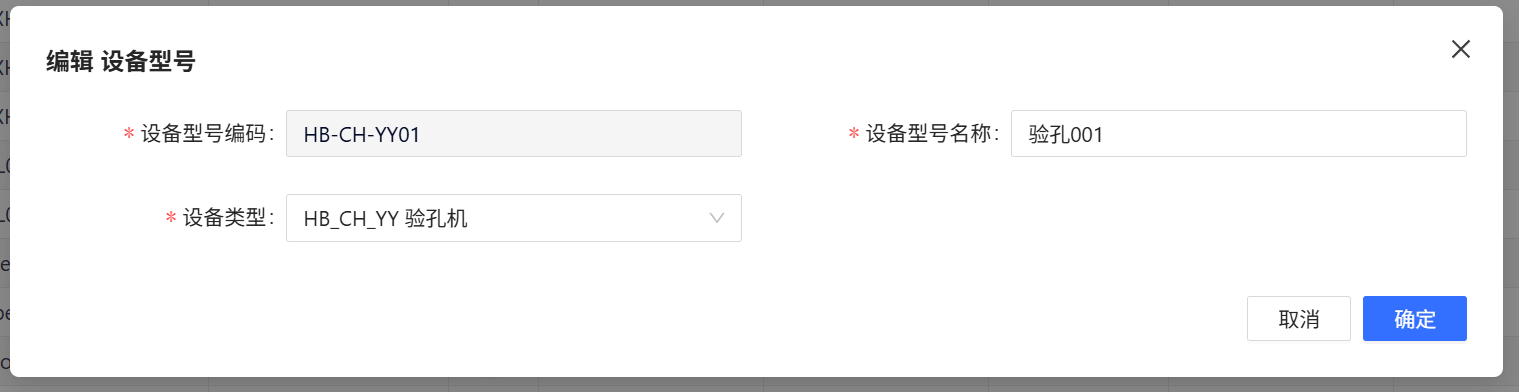 编辑 设备型号
* 设备型号编码: HB-CH-YY01
* 设备型号名称: 验孔001
* 设备类型: HB_CH_YY 验孔机
取消
确定